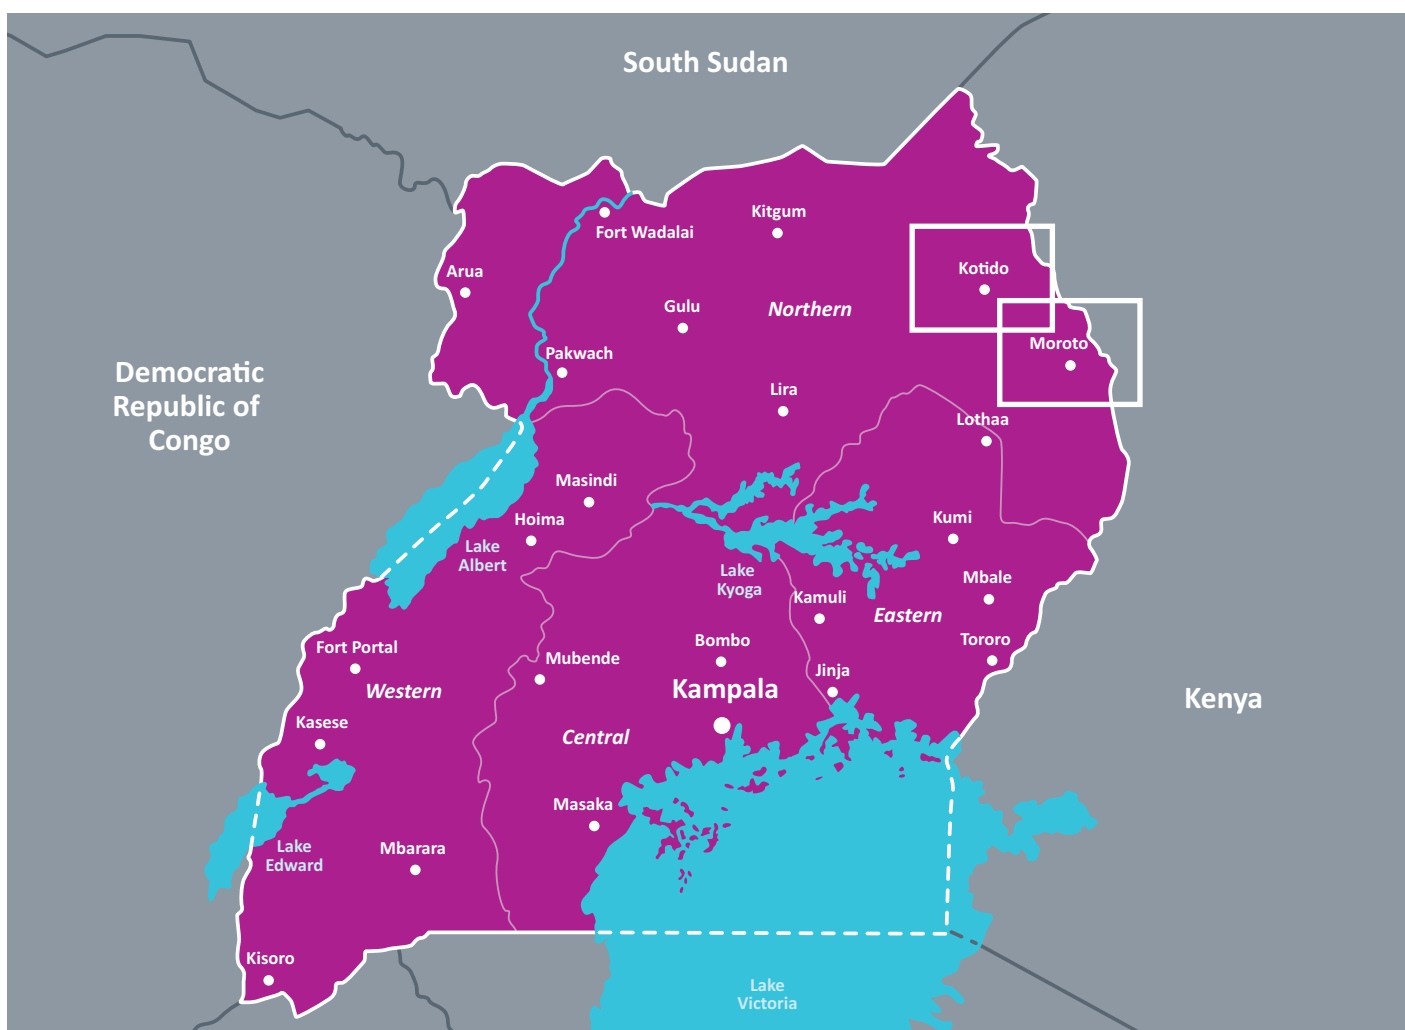 South Sudan
Kitgum
Fort Wadalai
Kotido
Arua
Gulu
Northern
Moroto
Pakwach
Democratic
Republic of
Congo
Lira
Lothaa
Masindi
Hoima
Kumi
Lake
Albert
Lake
Kyoga
Mbale
Kamuli
Eastern
Fort Portal
Bombo
Tororo
Mubende
Jinja
Western
Kampala
Kenya
Kasese
Central
Masaka
Lake
Edward
Mbarara
Kisoro
Lake
Victoria